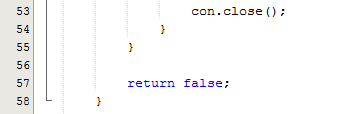 53 con.close();
54 }
55 }
56
57 return false;
58 }